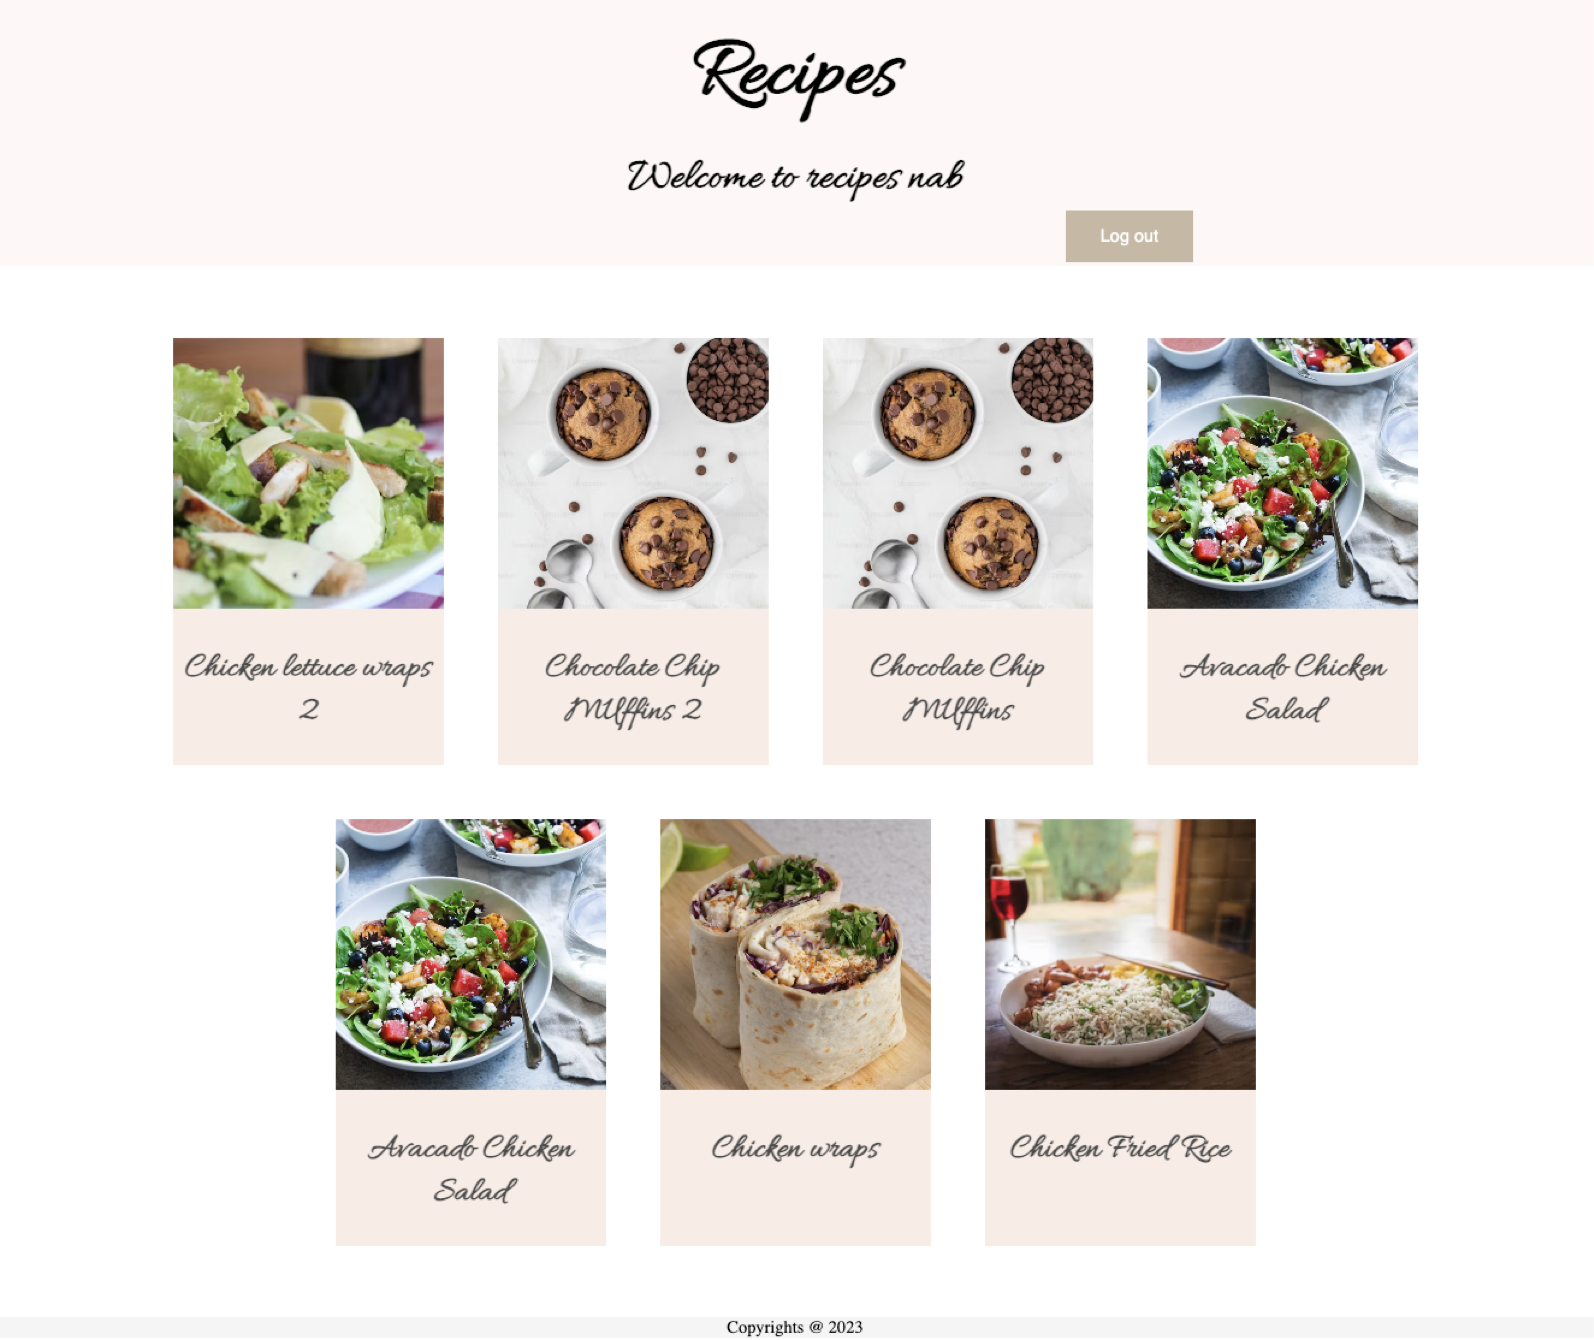 Recipes
Welcome to recipes nab
Log out
Chicken lettuce wraps
2
Chocolate Chip
MUffins 2
Chocolate Chip
MUffins
Avacado Chicken
Salad
Avacado Chicken
Salad
Chicken wraps
Chicken Fried Rice
Copyrights @ 2023